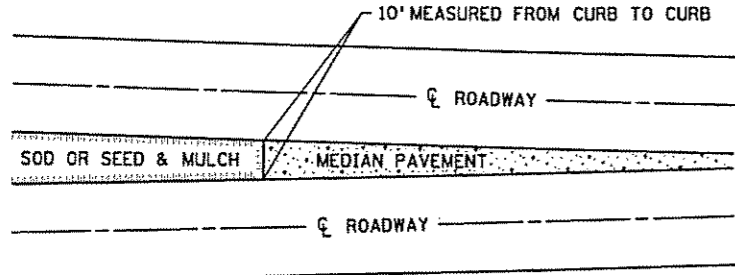 10' MEASURED FROM CURB TO CURB
℄ ROADWAY
SOD OR SEED & MULCH
MEDIAN PAVEMENT
℄ ROADWAY